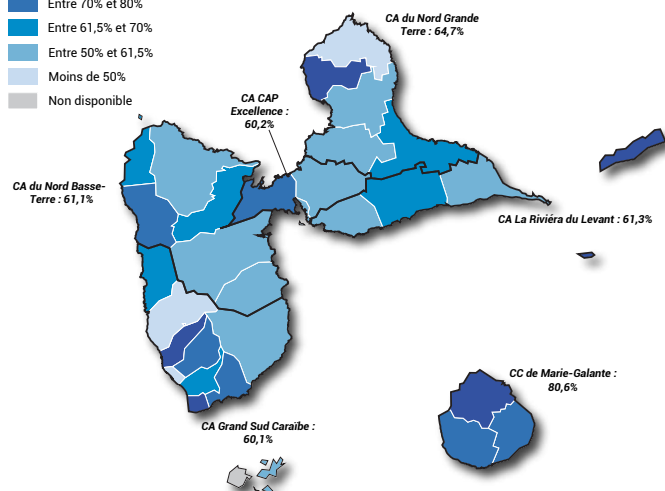 Entre 70% et 80%
Entre 61,5% et 70%
Entre 50% et 61,5%
Moins de 50%
Non disponible
CA du Nord Grande
Terre : 64,7%
CA CAP
Excellence :
60,2%
CA du Nord Basse-
Terre : 61,1%
CA La Riviéra du Levant : 61,3%
CC de Marie-Galante :
80,6%
CA Grand Sud Caraïbe :
60,1%